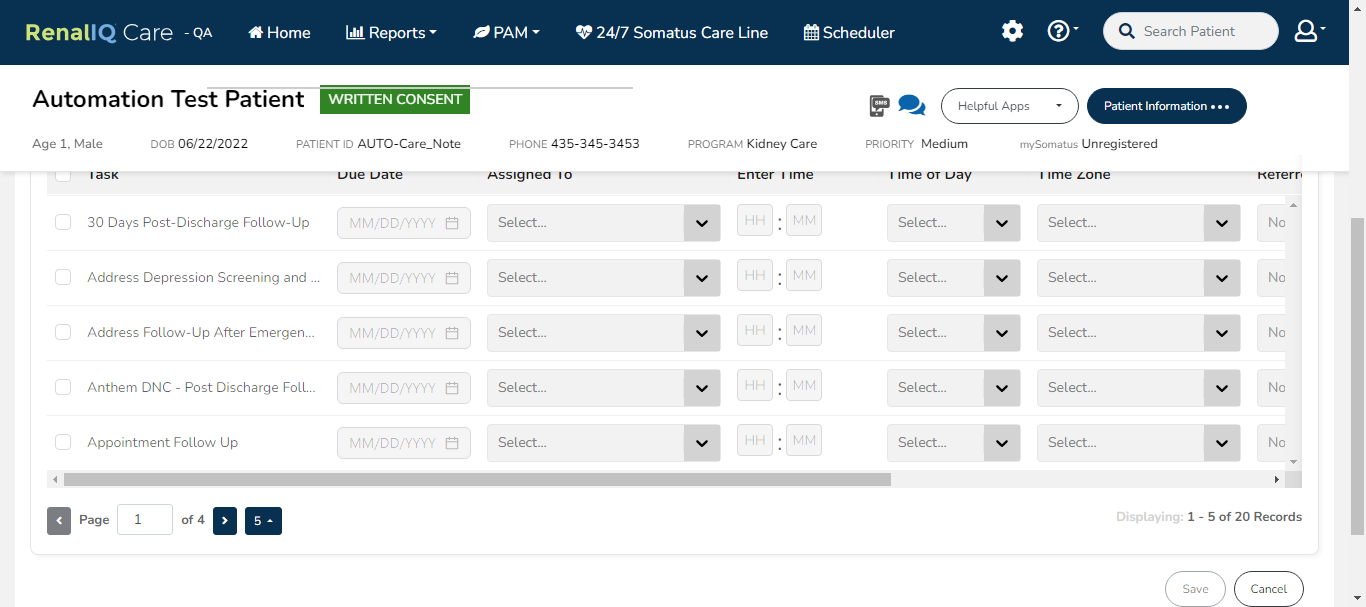 RenalIQ Care - QA Home Reports PAM 24/7 Somatus Care Line Scheduler Search Patient
Automation Test Patient WRITTEN CONSENT SMS Helpful Apps Patient Information
Age 1, Male DOB 06/22/2022 PATIENT ID AUTO-Care_Note PHONE 435-345-3453 PROGRAM Kidney Care PRIORITY Medium mySomatus Unregistered
Task Due Date Assigned To Enter Time Time of Day Time Zone Referr
30 Days Post-Discharge Follow-Up MM/DD/YYYY Select... HH : MM Select... Select... No
Address Depression Screening and ... MM/DD/YYYY Select... HH : MM Select... Select... No
Address Follow-Up After Emergen... MM/DD/YYYY Select... HH : MM Select... Select... No
Anthem DNC - Post Discharge Foll... MM/DD/YYYY Select... HH : MM Select... Select... No
Appointment Follow Up MM/DD/YYYY Select... HH : MM Select... Select... No
Page 1 of 4 5 Displaying: 1 - 5 of 20 Records
Save Cancel